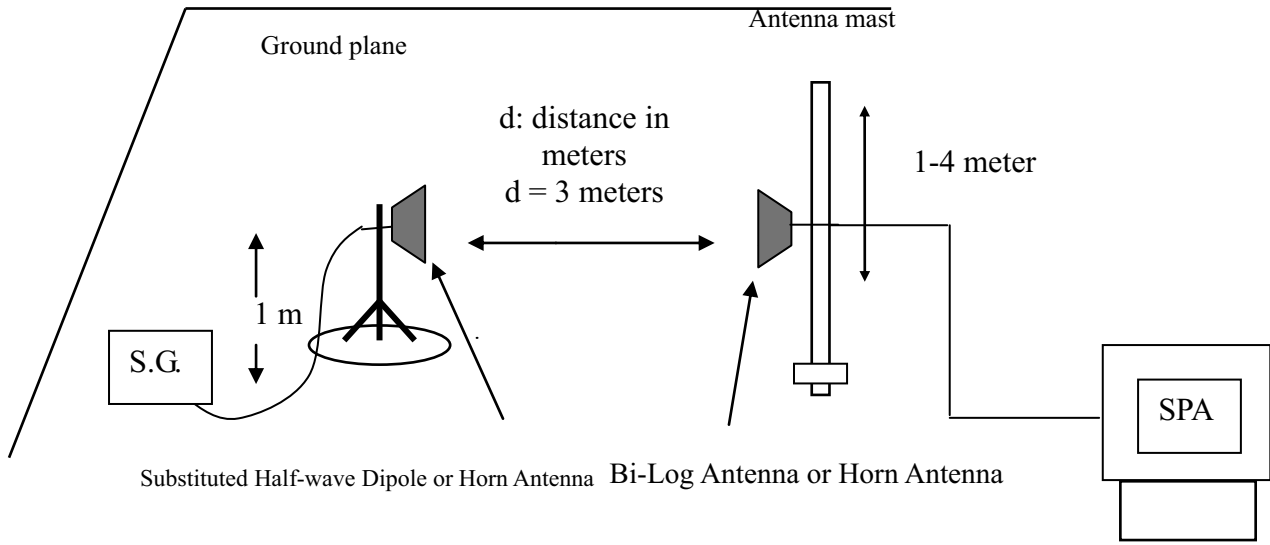 Antenna mast
Ground plane
d: distance in
meters
d = 3 meters
1-4 meter
1 m
S.G.
SPA
Substituted Half-wave Dipole or Horn Antenna
Bi-Log Antenna or Horn Antenna